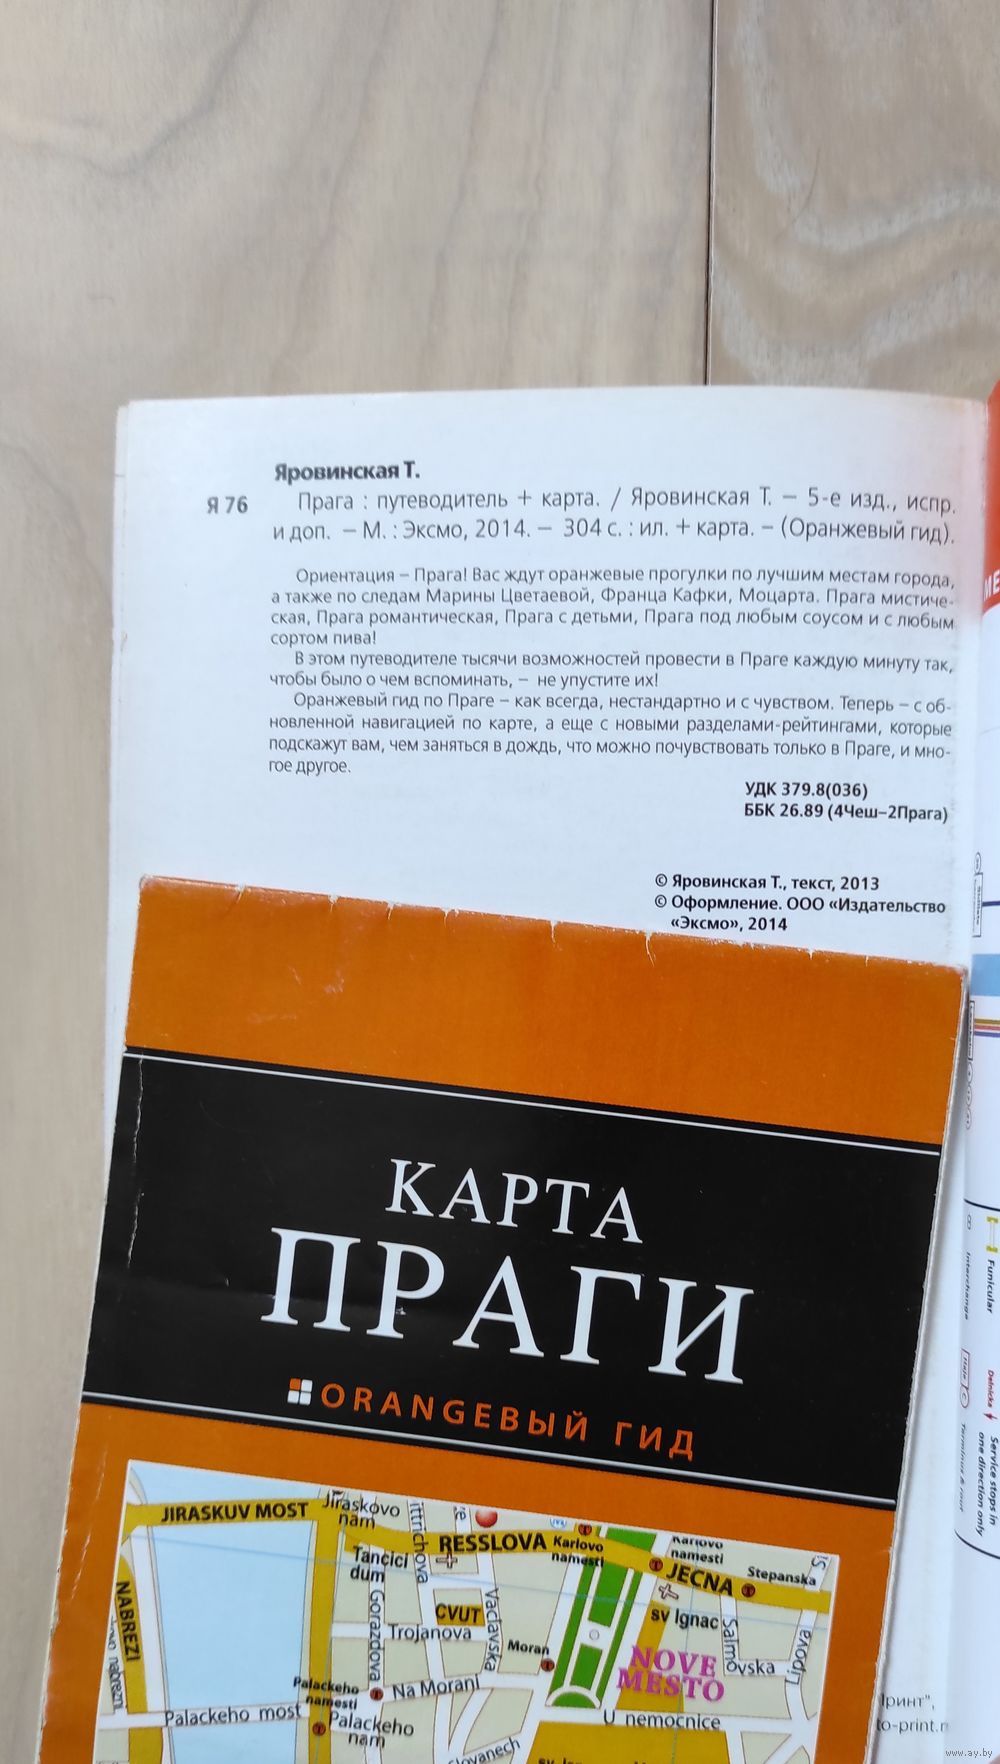 Яровинская Т.
Я 76
Прага : путеводитель + карта. / Яровинская Т. – 5-е изд., испр.
и доп. – М. : Эксмо, 2014. – 304 с. : ил. + карта. – (Оранжевый гид).
Ориентация – Прага! Вас ждут оранжевые прогулки по лучшим местам города,
а также по следам Марины Цветаевой, Франца Кафки, Моцарта. Прага мистиче-
ская, Прага романтическая, Прага с детьми, Прага под любым соусом и с любым
сортом пива!
В этом путеводителе тысячи возможностей провести в Праге каждую минуту так,
чтобы было о чем вспоминать, – не упустите их!
Оранжевый гид по Праге – как всегда, нестандартно и с чувством. Теперь – с об-
новленной навигацией по карте, а еще с новыми разделами-рейтингами, которые
подскажут вам, чем заняться в дождь, что можно почувствовать только в Праге, и мно-
гое другое.
УДК 379.8(036)
ББК 26.89 (4Чеш–2Прага)
© Яровинская Т., текст, 2013
© Оформление. ООО «Издательство
«Эксмо», 2014
КАРТА
ПРАГИ
ORANGEВЫЙ ГИД
JIRASKUV MOST
Jiraskovo
nam
ittrichova
RESSLOVA
Karlovo
namesti
Karlovo
namesti
JECNA
Stepanska
Tancici
dum
Gorazdova
CVUT
Vaclavska
Trojanova
sv Ignac
Salmovska
Lipova
NABREZI
Moran
NOVE
MESTO
Palackeho
namesti
Na Morani
Palackeho most
Palackeho
nam
U nemocnice
slovanech
Funicular
Interchange
Service stops in
one direction only
to-print.r
www.ay.by